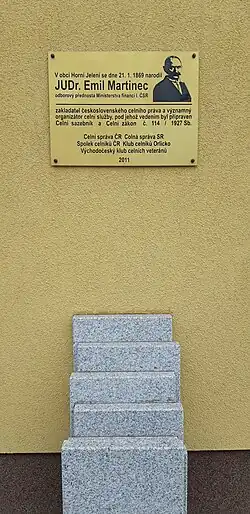 V obci Horní Jelení se dne 21. 1. 1869 narodil
JUDr. Emil Martinec
odborový přednosta Ministerstva financí I. ČSR
zakladatel československého celního práva a významný
organizátor celní služby, pod jehož vedením byl připraven
Celní sazebník a Celní zákon č. 114 / 1927 Sb.
Celní správa ČR Colná správa SR
Spolek celníků ČR Klub celníků Orlicko
Východočeský klub celních veteránů
2011